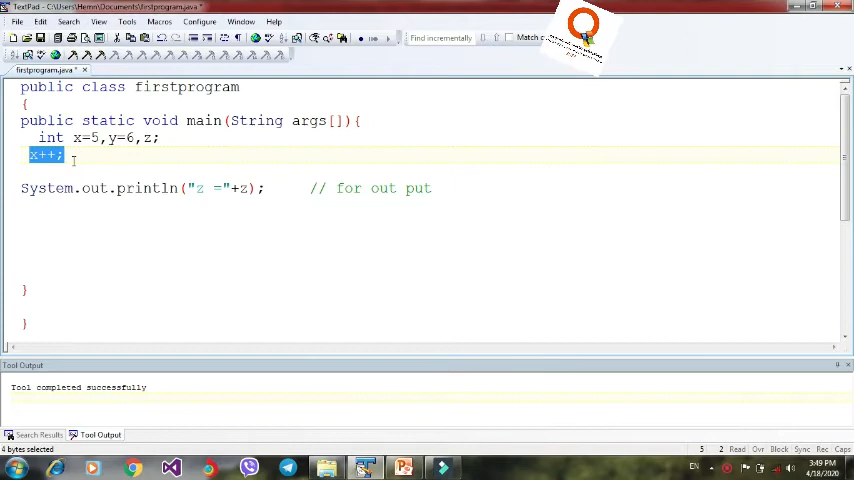 TextPad - C:\Users\Hemn\Documents\firstprogram.java *
File Edit Search View Tools Macros Configure Window Help
Find incrementally Match
firstprogram.java *
public class firstprogram
{
public static void main(String args[]){
int x=5,y=6,z;
x++;
System.out.println("z ="+z); // for out put
}
}
Tool Output
Tool completed successfully
Search Results Tool Output
4 bytes selected 5 2 Read Ovr Block Sync Rec Caps
EN 3:49 PM
4/18/2020